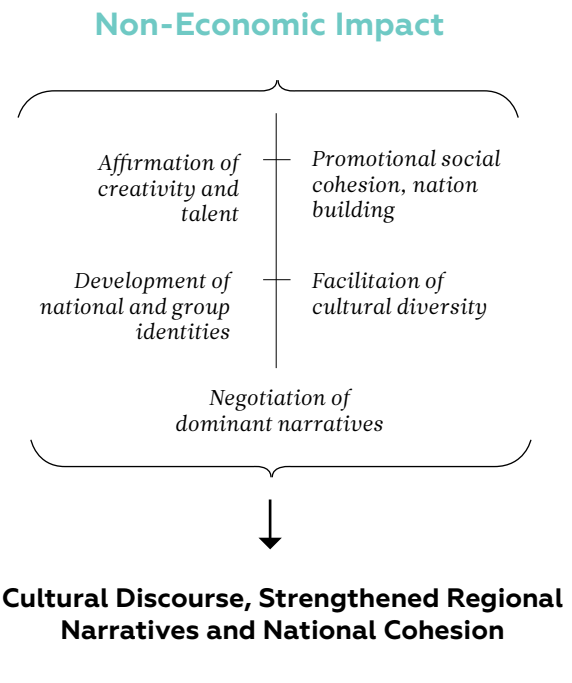 Non-Economic Impact
Affirmation of
creativity and
talent
Promotional social
cohesion, nation
building
Development of
national and group
identities
Facilitaion of
cultural diversity
Negotiation of
dominant narratives
Cultural Discourse, Strengthened Regional
Narratives and National Cohesion